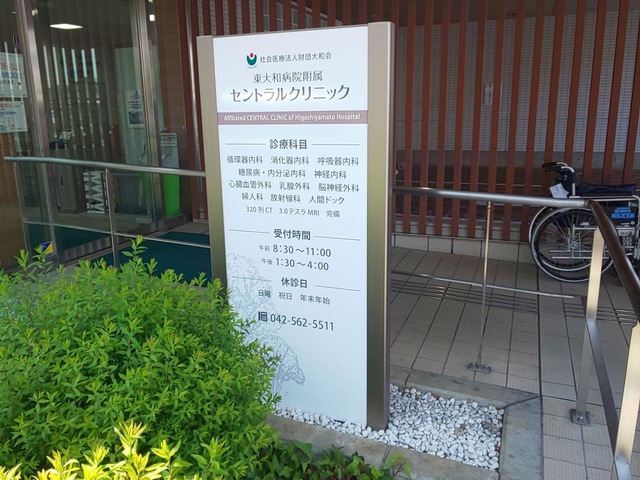 社会医療法人財団大和会
東大和病院附属
セントラルクリニック
Affiliated CENTRAL CLINIC of Higashiyamato Hospital
診療科目
循環器内科 消化器内科 呼吸器内科
糖尿病・内分泌内科 神経内科
心臓血管外科 乳腺外科 脳神経外科
婦人科 放射線科 人間ドック
320列CT 3.0テスラMRI 完備
受付時間
午前 8:30～11:00
午後 1:30～4:00
休診日
日曜 祝日 年末年始
042-562-5511